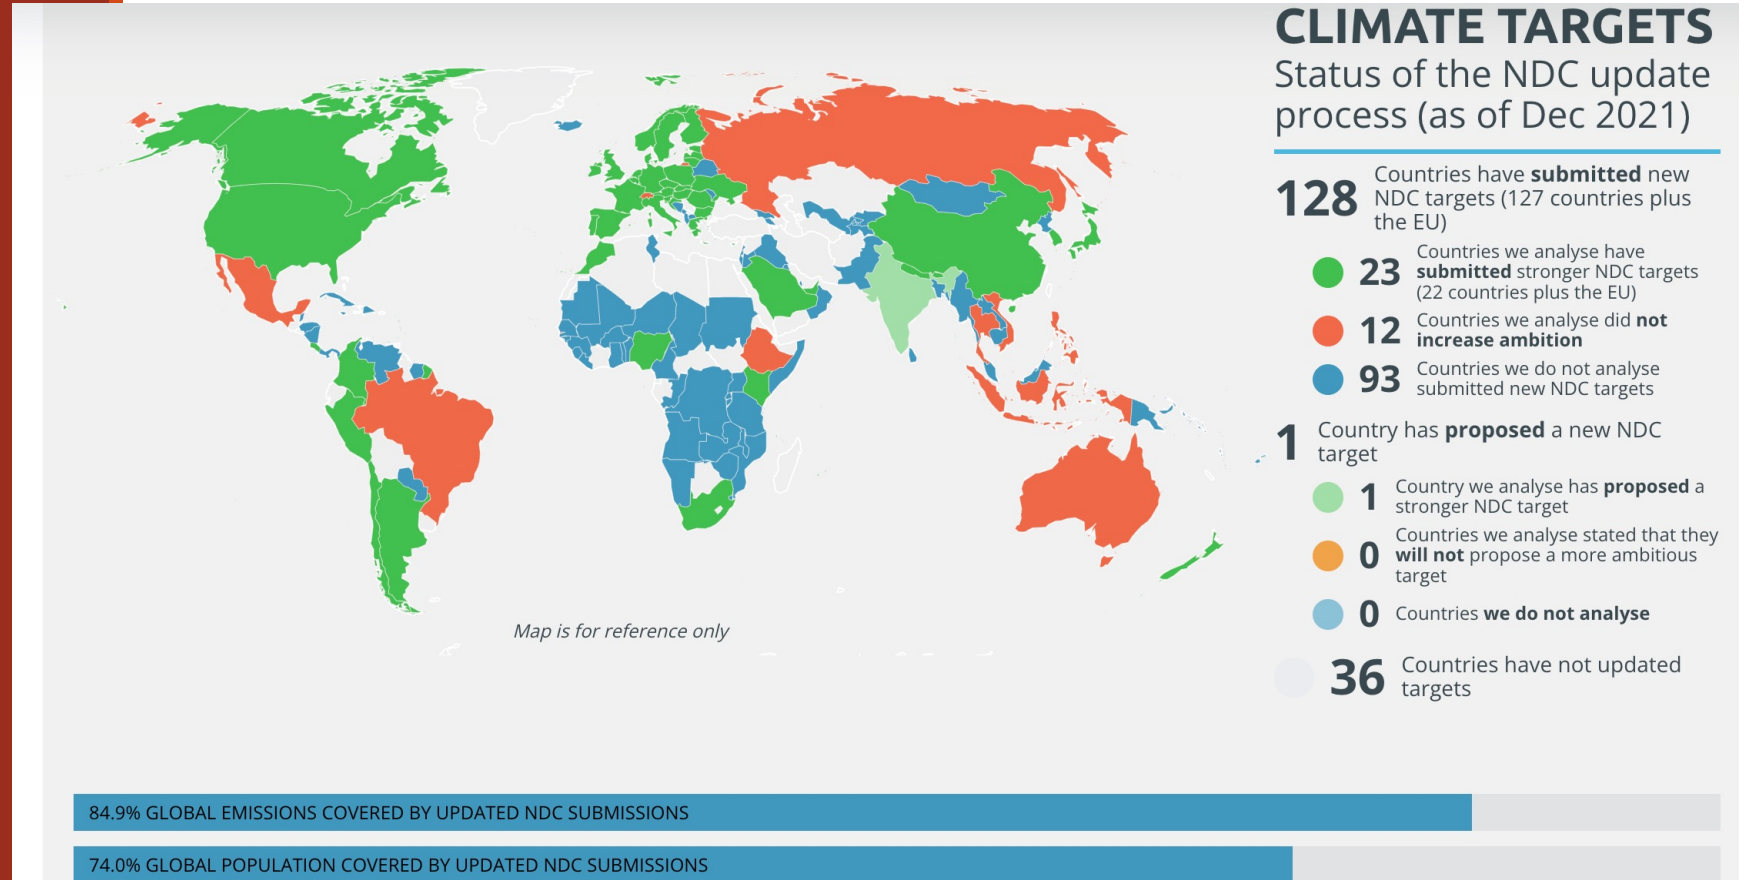 CLIMATE TARGETS
Status of the NDC update
process (as of Dec 2021)
128
Countries have submitted new
NDC targets (127 countries plus
the EU)
23
Countries we analyse have
submitted stronger NDC targets
(22 countries plus the EU)
12
Countries we analyse did not
increase ambition
93
Countries we do not analyse
submitted new NDC targets
1
Country has proposed a new NDC
target
1
Country we analyse has proposed a
stronger NDC target
0
Countries we analyse stated that they
will not propose a more ambitious
target
0
Countries we do not analyse
36
Countries have not updated
targets
Map is for reference only
84.9% GLOBAL EMISSIONS COVERED BY UPDATED NDC SUBMISSIONS
74.0% GLOBAL POPULATION COVERED BY UPDATED NDC SUBMISSIONS